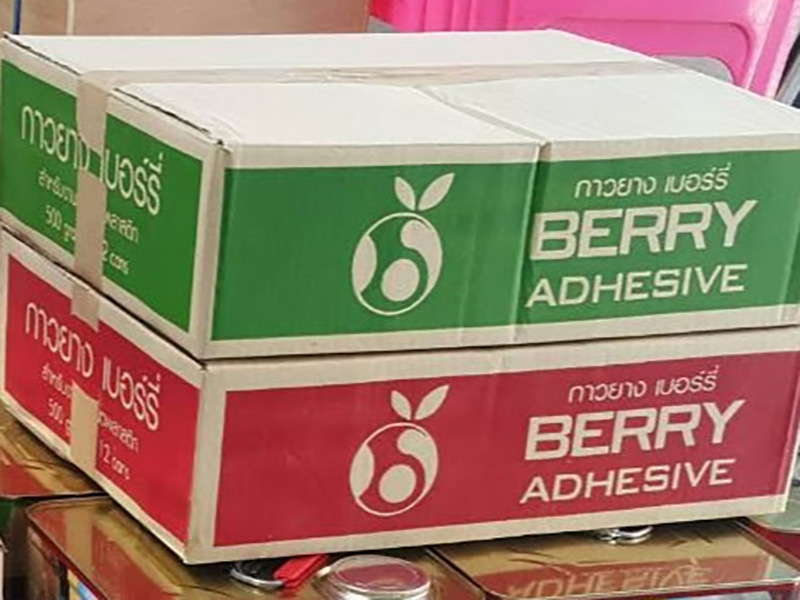 กาวยาง เบอร์รี่
500
2 cans
กาวยาง เบอร์รี่
BERRY
ADHESIVE
กาวยาง เบอร์รี่
500
12 cans
กาวยาง เบอร์รี่
BERRY
ADHESIVE
ADHESIVE